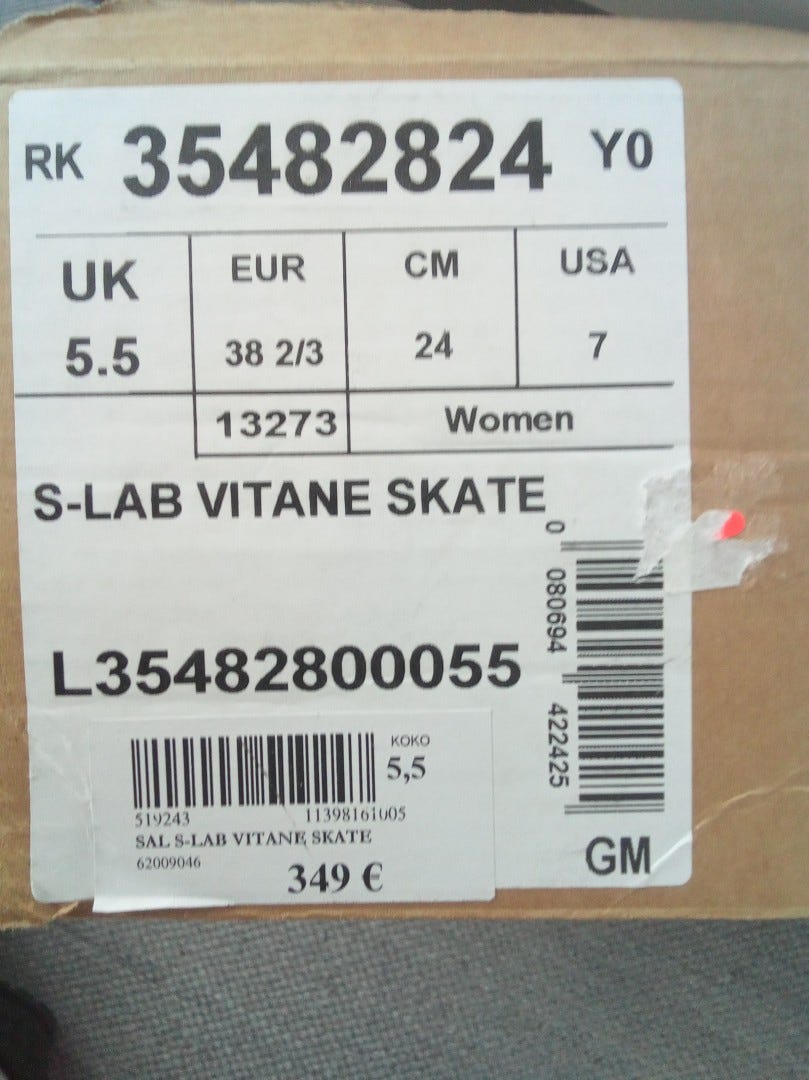 RK 35482824 Y0
UK EUR CM USA
5.5 38 2/3 24 7
13273 Women
S-LAB VITANE SKATE
0 080694 422425
L35482800055
KOKO
5,5
519243 11398161005
SAL S-LAB VITANE SKATE
62009046
349 €
GM